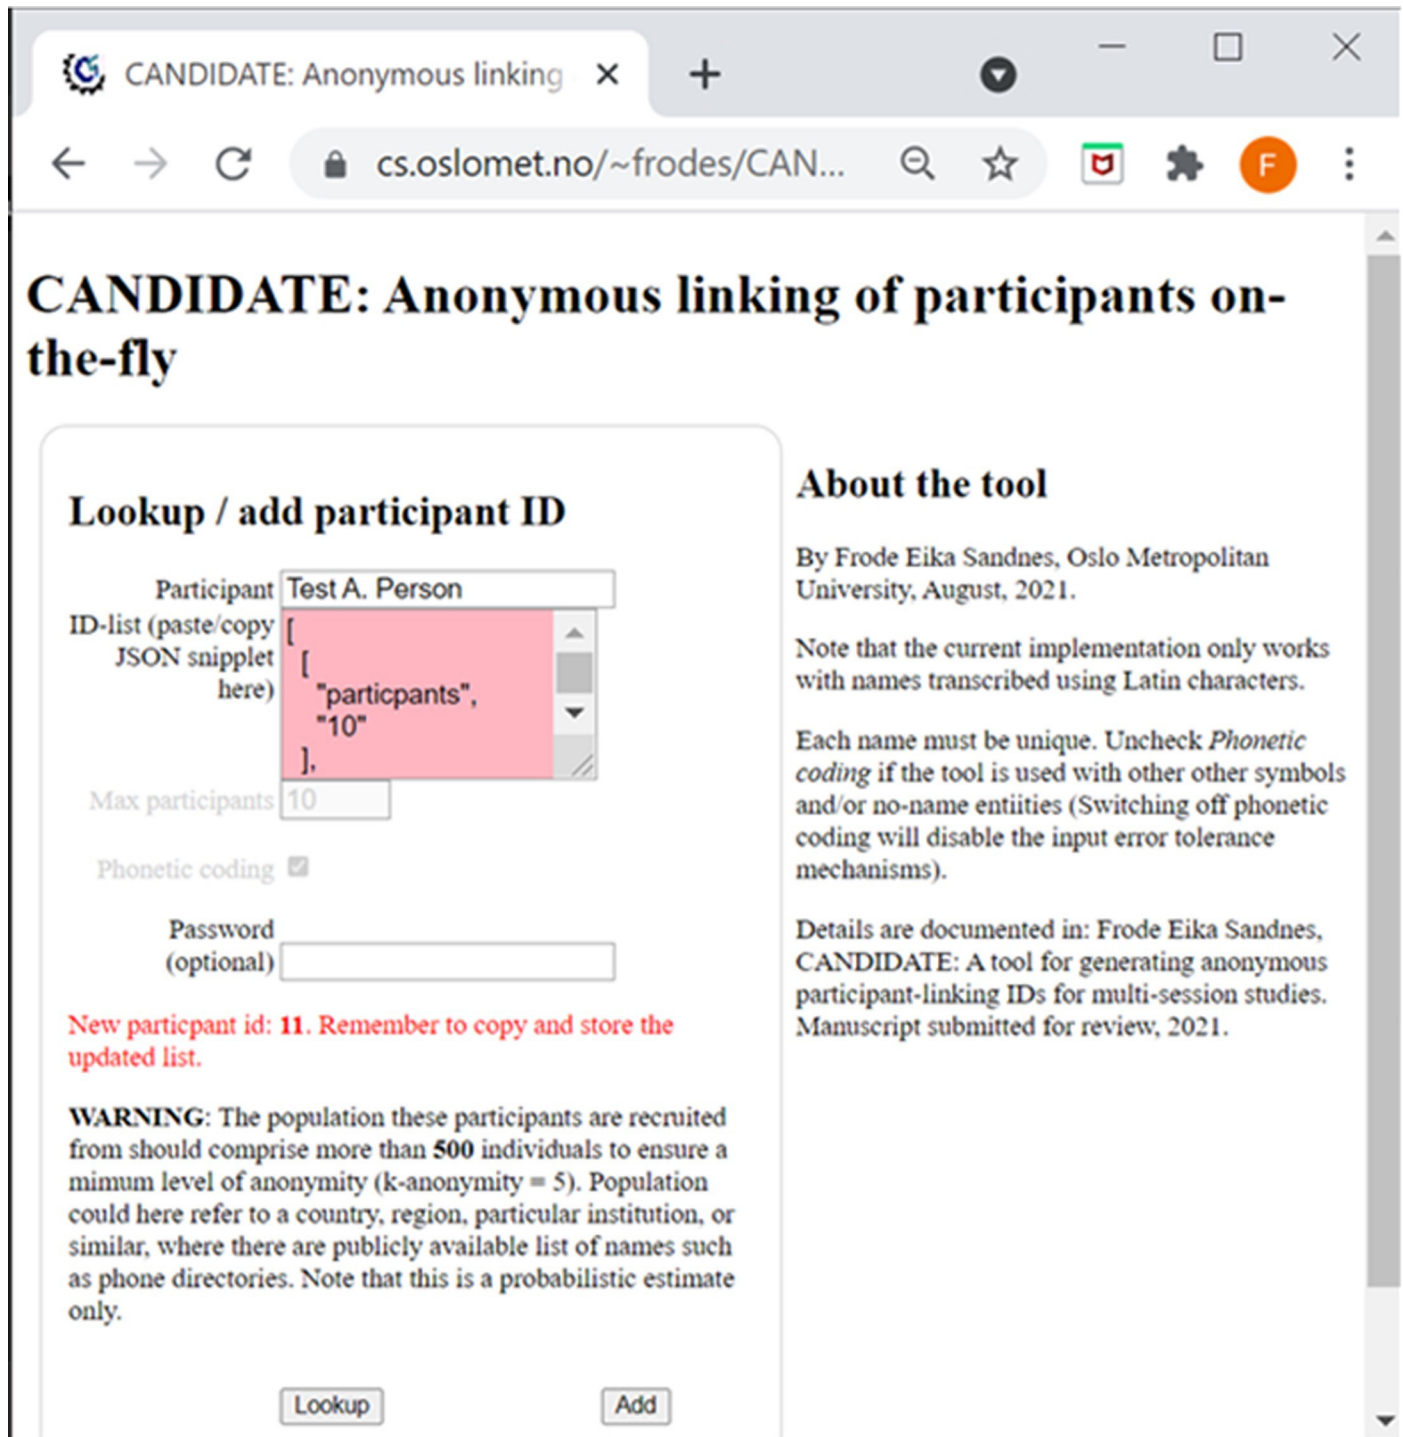 CANDIDATE: Anonymous linking
cs.oslomet.no/~frodes/CAN...
F
CANDIDATE: Anonymous linking of participants on-
the-fly
Lookup / add participant ID
Participant Test A. Person
ID-list (paste/copy
JSON snipplet
here)
[
[
"particpants",
"10"
],
Max participants 10
Phonetic coding
Password
(optional)
New particpant id: 11. Remember to copy and store the
updated list.
WARNING: The population these participants are recruited
from should comprise more than 500 individuals to ensure a
mimum level of anonymity (k-anonymity = 5). Population
could here refer to a country, region, particular institution, or
similar, where there are publicly available list of names such
as phone directories. Note that this is a probabilistic estimate
only.
Lookup Add
About the tool
By Frode Eika Sandnes, Oslo Metropolitan
University, August, 2021.
Note that the current implementation only works
with names transcribed using Latin characters.
Each name must be unique. Uncheck Phonetic
coding if the tool is used with other other symbols
and/or no-name entiities (Switching off phonetic
coding will disable the input error tolerance
mechanisms).
Details are documented in: Frode Eika Sandnes,
CANDIDATE: A tool for generating anonymous
participant-linking IDs for multi-session studies.
Manuscript submitted for review, 2021.